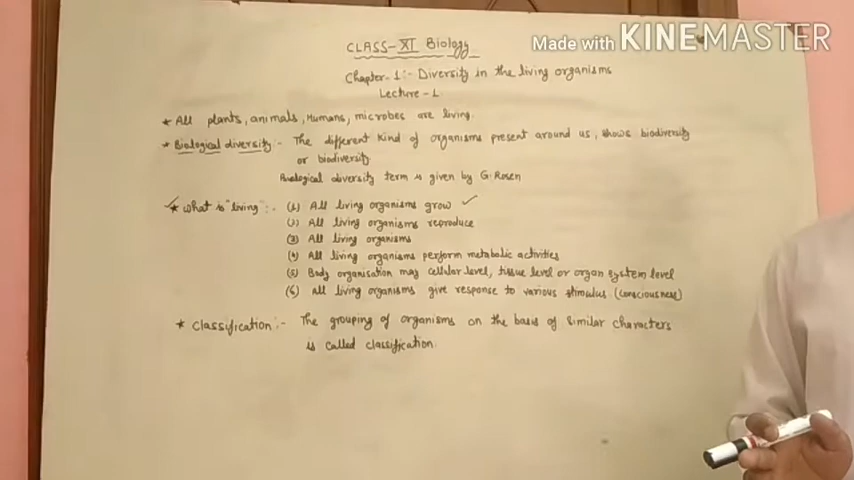 CLASS-XI Biology
Made with KINEMASTER
Chapter-1:- Diversity in the living organisms
Lecture-1
* All plants, animals, Humans, microbes are living.
* Biological diversity:- The different kind of organisms present around us, shows biodiversity
or biodiversity.
Biological diversity term is given by G. Rosen
* What is "living":- (1) All living organisms grow
(2) All living organisms reproduce
(3) All living organisms
(4) All living organisms perform metabolic activities
(5) Body organisation may cellular level, tissue level or organ system level
(6) All living organisms give response to various stimulus (consciousness)
* Classification:- The grouping of organisms on the basis of similar characters
is called classification.